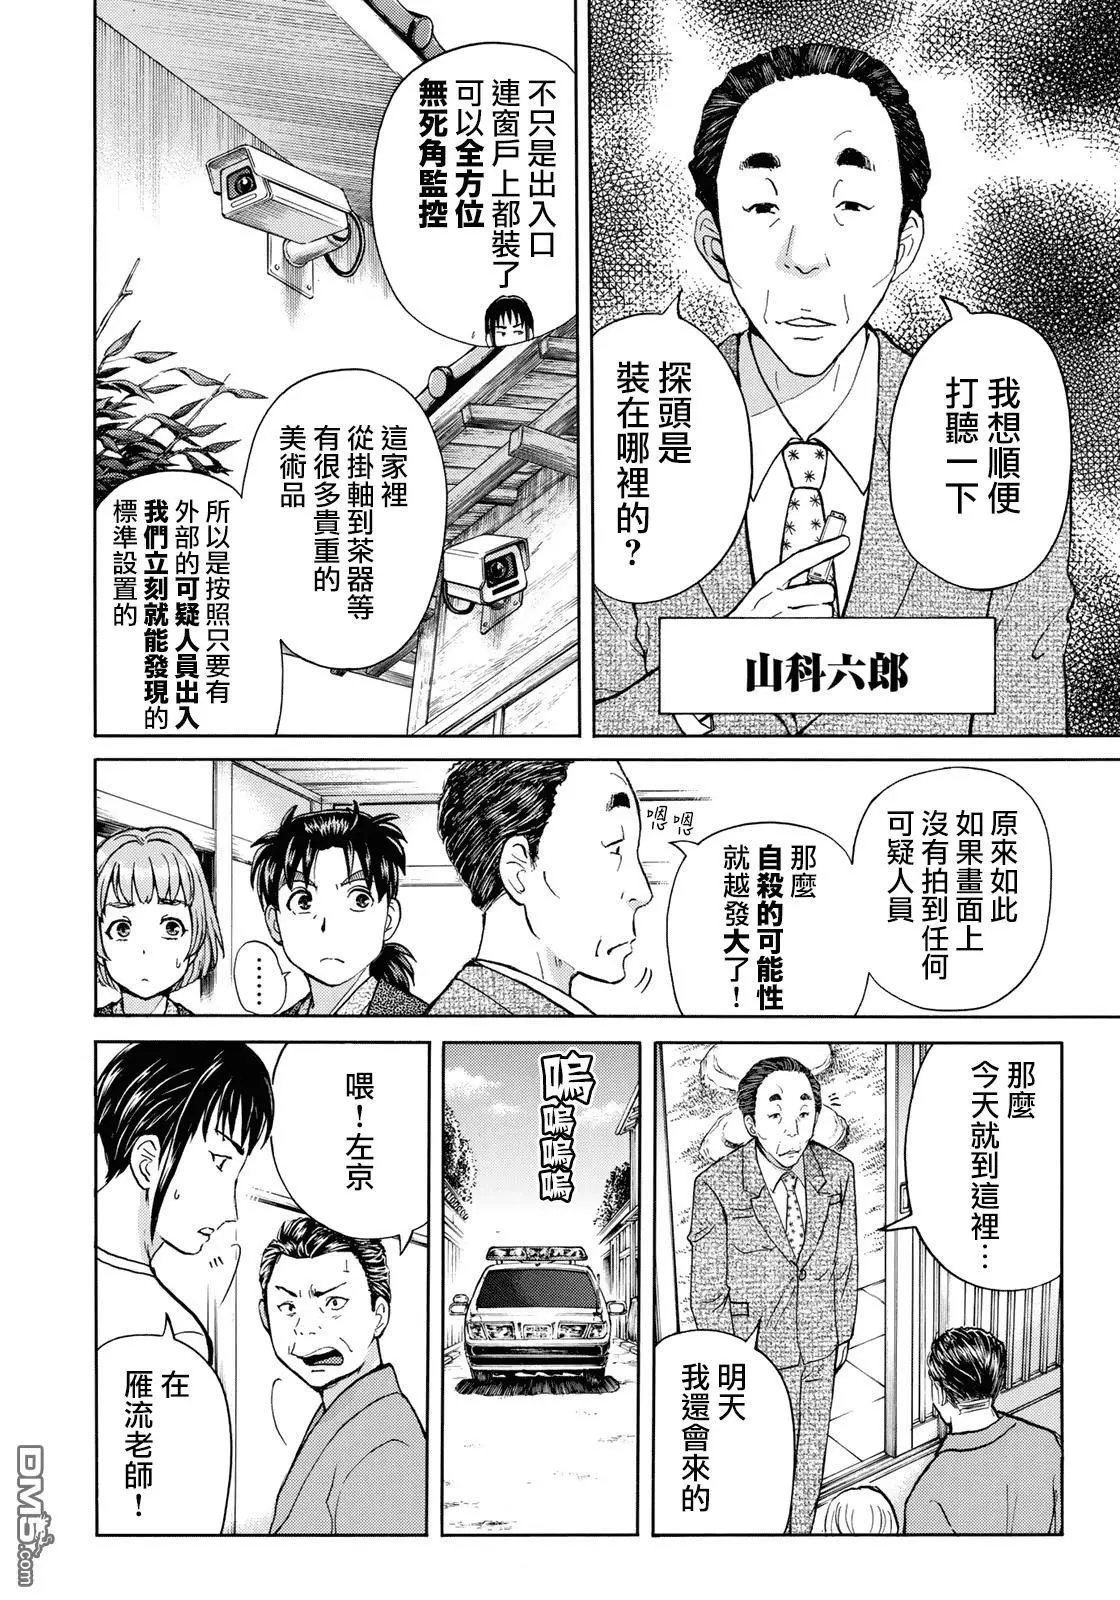 我想順便
打聽一下
探頭是
裝在哪裡的？
山科六郎
不只是出入口
連窗戶上都裝了
可以全方位
無死角監控
這家裡
從掛軸到茶器等
有很多貴重的
美術品
所以是按照只要有
外部的可疑人員出入
我們立刻就能發現的
標準設置的
原來如此
如果畫面上
沒有拍到任何
可疑人員
那麼
自殺的可能性
就越發大了！
嗯嗯
……
那麼
今天就到這裡…
明天
我還會來的
嗚嗚嗚嗚
喂！左京
在
雁流老師！
DM5.com